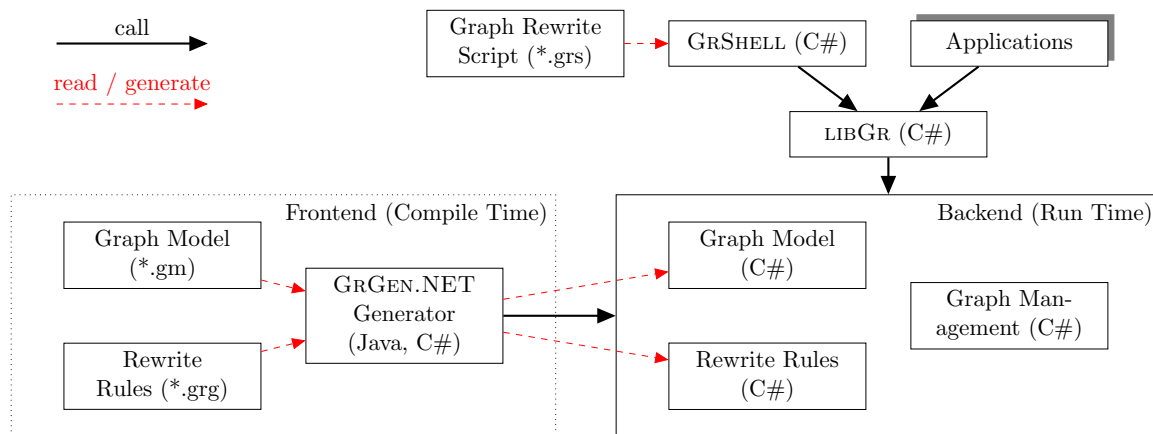 call
read / generate
Graph Rewrite
Script (*.grs)
GrShell (C#)
Applications
libGr (C#)
Frontend (Compile Time)
Graph Model
(*.gm)
GrGen.NET
Generator
(Java, C#)
Rewrite
Rules (*.grg)
Backend (Run Time)
Graph Model
(C#)
Graph Man-
agement (C#)
Rewrite Rules
(C#)